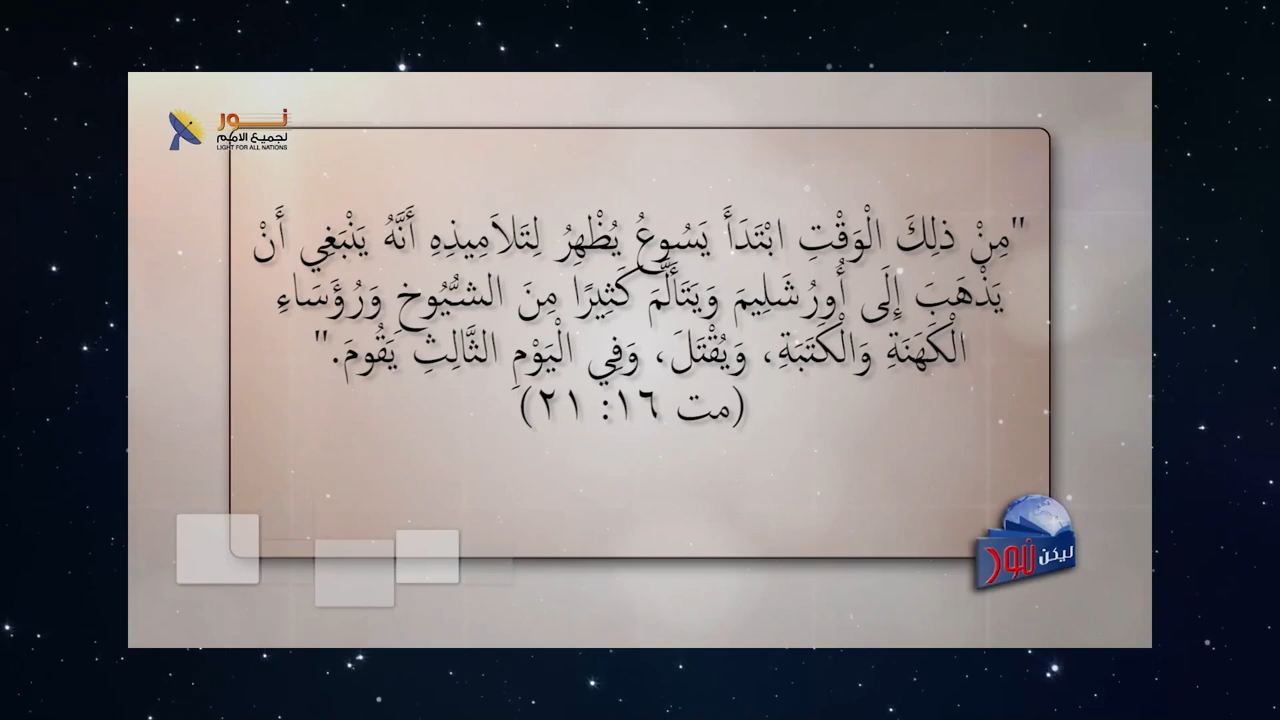 نور
لجميع الامم
LIGHT FOR ALL NATIONS
"مِنْ ذلِكَ الْوَقْتِ ابْتَدَأَ يَسُوعُ يُظْهِرُ لِتَلاَمِيذِهِ أَنَّهُ يَنْبَغِي أَنْ
يَذْهَبَ إِلَى أُورُشَلِيمَ وَيَتَأَلَّمَ كَثِيرًا مِنَ الشُّيُوخِ وَرُؤَسَاءِ
الْكَهَنَةِ وَالْكَتَبَةِ، وَيُقْتَلَ، وَفِي الْيَوْمِ الثَّالِثِ يَقُومَ."
(مت ١٦: ٢١)
ليكن نور